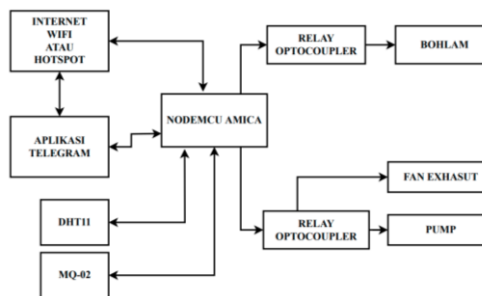 INTERNET
WIFI
ATAU
HOTSPOT
RELAY
OPTOCOUPLER
BOHLAM
NODEMCU AMICA
APLIKASI
TELEGRAM
FAN EXHASUT
DHT11
RELAY
OPTOCOUPLER
PUMP
MQ-02